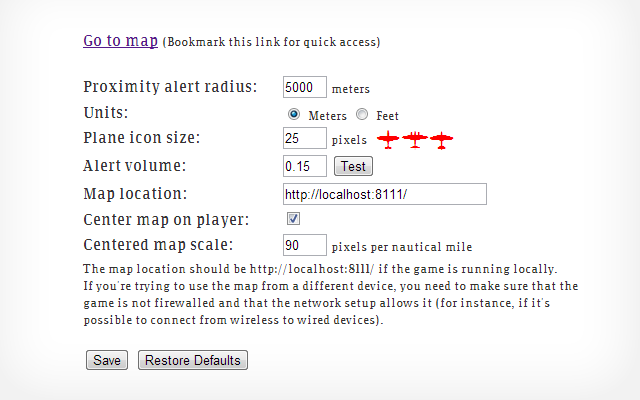 Go to map (Bookmark this link for quick access)
Proximity alert radius: 5000 meters
Units: Meters Feet
Plane icon size: 25 pixels
Alert volume: 0.15 Test
Map location: http://localhost:8111/
Center map on player:
Centered map scale: 90 pixels per nautical mile
The map location should be http://localhost:8111/ if the game is running locally.
If you're trying to use the map from a different device, you need to make sure that the
game is not firewalled and that the network setup allows it (for instance, if it's
possible to connect from wireless to wired devices).
Save Restore Defaults